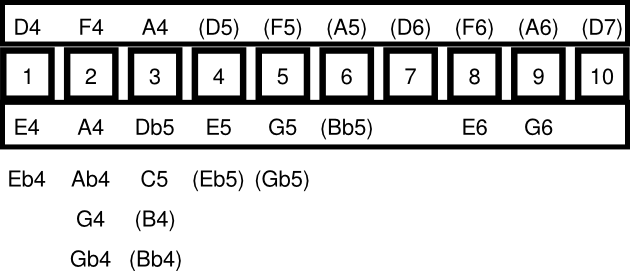 D4 F4 A4 (D5) (F5) (A5) (D6) (F6) (A6) (D7)
1 2 3 4 5 6 7 8 9 10
E4 A4 Db5 E5 G5 (Bb5) E6 G6
Eb4 Ab4 C5 (Eb5) (Gb5)
G4 (B4)
Gb4 (Bb4)